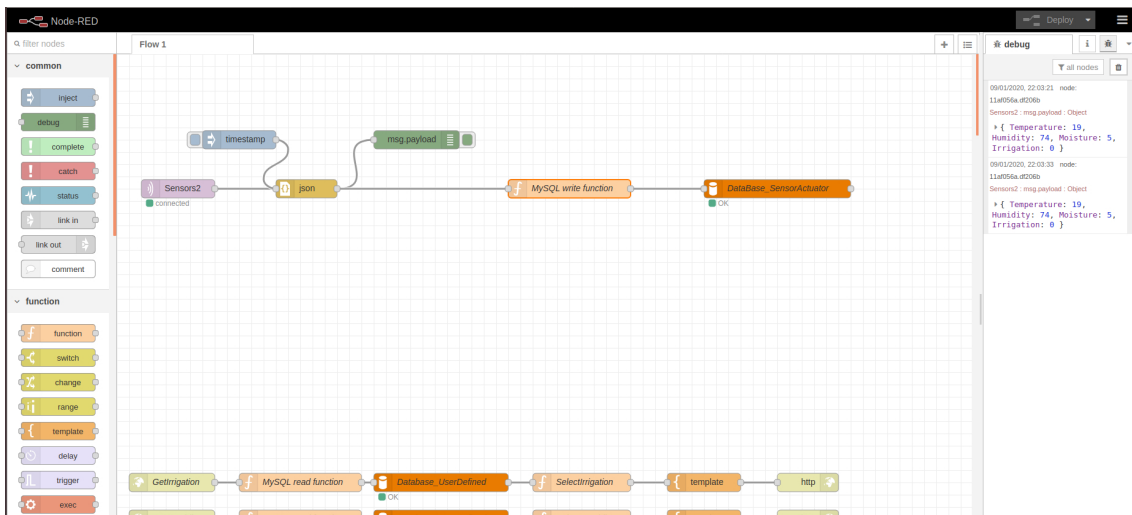 Node-RED
Deploy
filter nodes
Flow 1
debug
i
all nodes
common
inject
debug
complete
catch
status
link in
link out
comment
function
function
switch
change
range
template
delay
trigger
exec
timestamp
msg.payload
Sensors2
connected
json
MySQL write function
DataBase_SensorActuator
OK
GetIrrigation
MySQL read function
Database_UserDefined
OK
SelectIrrigation
template
http
09/01/2020, 22:03:21 node:
11af056a.df206b
Sensors2 : msg.payload : Object
{ Temperature: 19,
Humidity: 74, Moisture: 5,
Irrigation: 0 }
09/01/2020, 22:03:33 node:
11af056a.df206b
Sensors2 : msg.payload : Object
{ Temperature: 19,
Humidity: 74, Moisture: 5,
Irrigation: 0 }